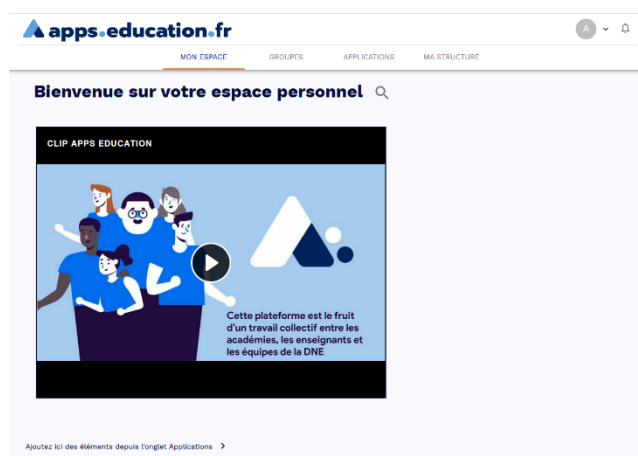 apps.education.fr
A
MON ESPACE GROUPES APPLICATIONS MA STRUCTURE
Bienvenue sur votre espace personnel
CLIP APPS EDUCATION
Cette plateforme est le fruit
d'un travail collectif entre les
académies, les enseignants et
les équipes de la DNE
Ajoutez ici des éléments depuis l'onglet Applications